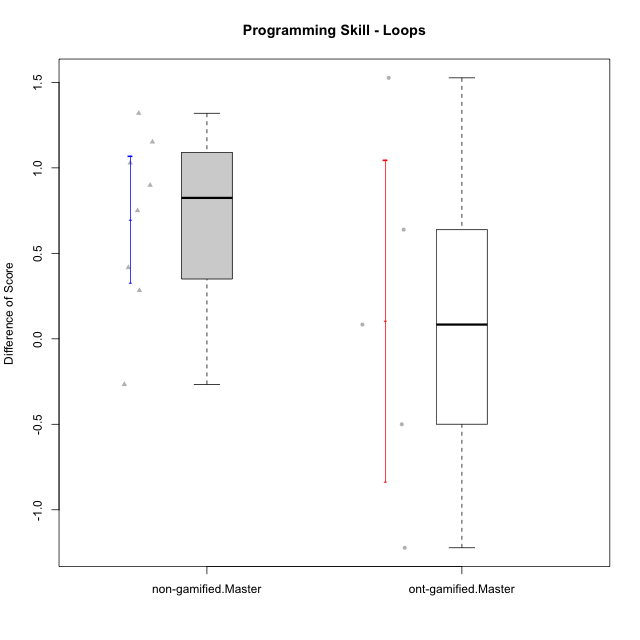 Programming Skill - Loops
Difference of Score
1.5
1.0
0.5
0.0
-0.5
-1.0
non-gamified.Master
ont-gamified.Master